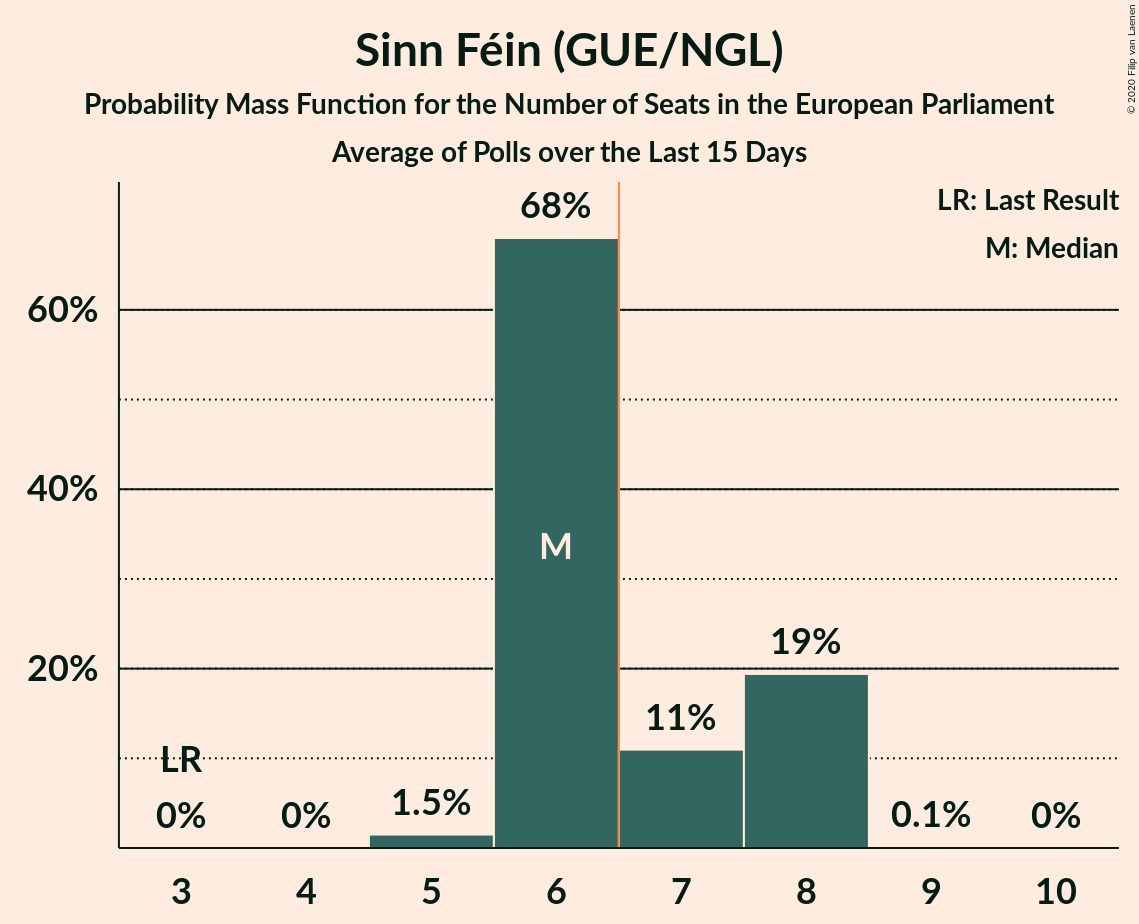 Sinn Féin (GUE/NGL)
Probability Mass Function for the Number of Seats in the European Parliament
Average of Polls over the Last 15 Days
© 2020 Filip van Laenen
LR: Last Result
M: Median
68%
60%
40%
M
19%
20%
11%
LR
1.5%
0%
0%
0.1%
0%
3
4
5
6
7
8
9
10